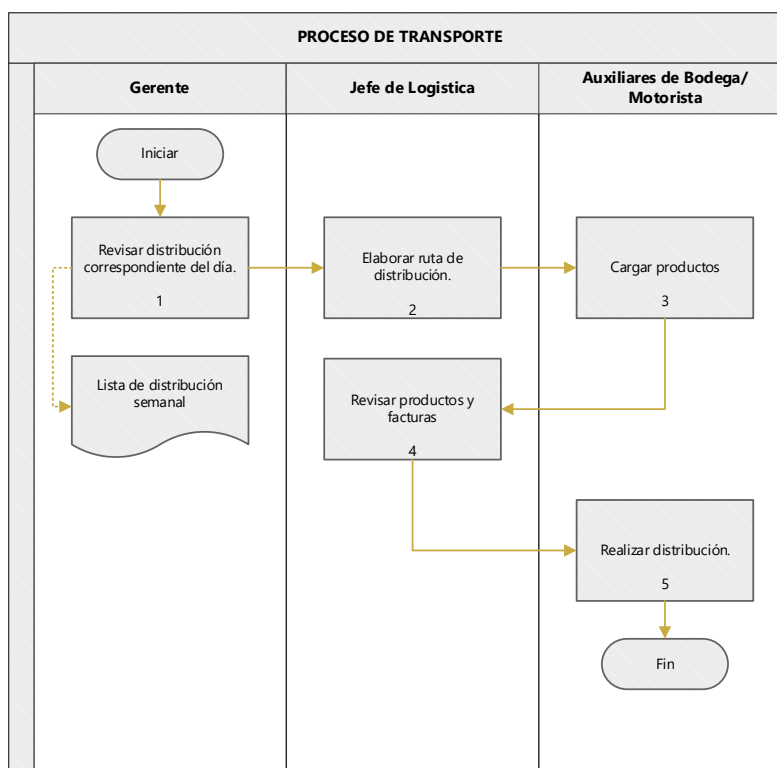 PROCESO DE TRANSPORTE
Gerente
Jefe de Logistica
Auxiliares de Bodega/
Motorista
Iniciar
Revisar distribución
correspondiente del día.
1
Elaborar ruta de
distribución.
2
Cargar productos
3
Lista de distribución
semanal
Revisar productos y
facturas
4
Realizar distribución.
5
Fin